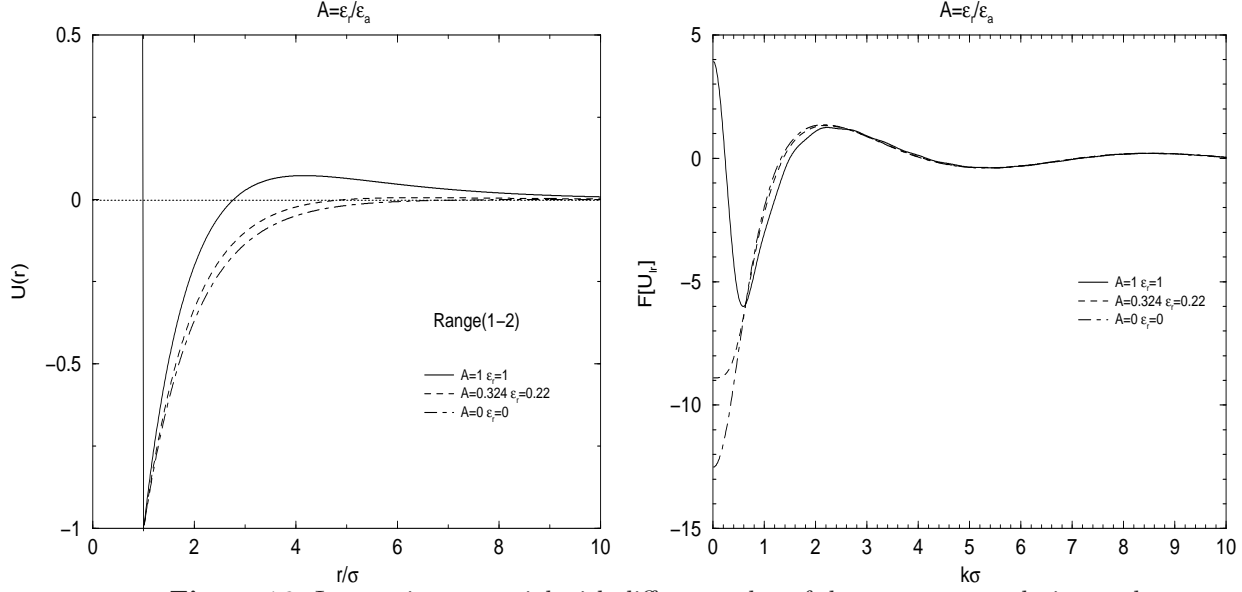 A=εr/εa
0.5
0
−0.5
−1
U(r)
Range(1−2)
A=1 εr=1
A=0.324 εr=0.22
A=0 εr=0
0 2 4 6 8 10
r/σ
A=εr/εa
5
0
−5
−10
−15
F[Ulr]
A=1 εr=1
A=0.324 εr=0.22
A=0 εr=0
0 1 2 3 4 5 6 7 8 9 10
kσ